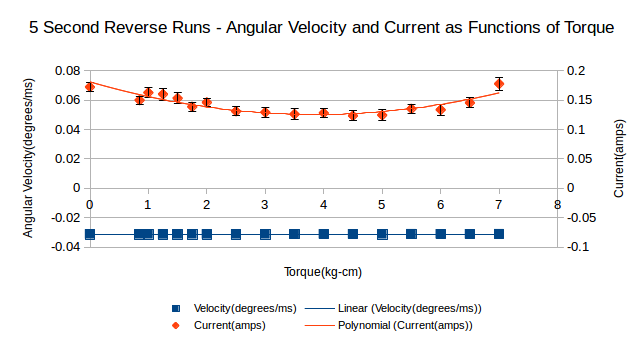 5 Second Reverse Runs - Angular Velocity and Current as Functions of Torque
Angular Velocity(degrees/ms)
0.08
0.06
0.04
0.02
0
-0.02
-0.04
0.2
0.15
0.1
0.05
0
-0.05
-0.1
Current(amps)
0 1 2 3 4 5 6 7 8
Torque(kg-cm)
Velocity(degrees/ms) Linear (Velocity(degrees/ms))
Current(amps) Polynomial (Current(amps))